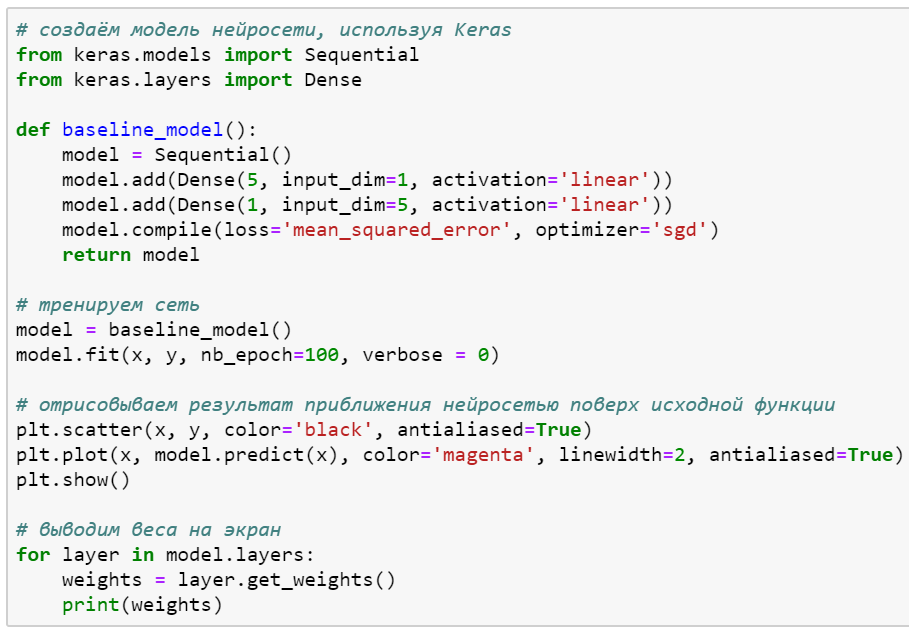 # создаём модель нейросети, используя Keras
from keras.models import Sequential
from keras.layers import Dense

def baseline_model():
    model = Sequential()
    model.add(Dense(5, input_dim=1, activation='linear'))
    model.add(Dense(1, input_dim=5, activation='linear'))
    model.compile(loss='mean_squared_error', optimizer='sgd')
    return model

# тренируем сеть
model = baseline_model()
model.fit(x, y, nb_epoch=100, verbose = 0)

# отрисовываем результат приближения нейросетью поверх исходной функции
plt.scatter(x, y, color='black', antialiased=True)
plt.plot(x, model.predict(x), color='magenta', linewidth=2, antialiased=True)
plt.show()

# выводим веса на экран
for layer in model.layers:
    weights = layer.get_weights()
    print(weights)